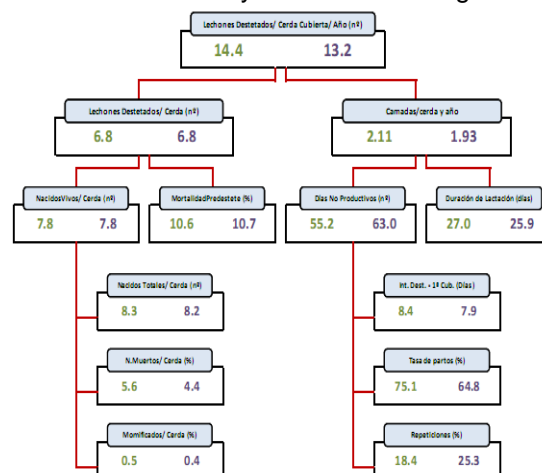 Lechones Destetados/ Cerda Cubierta/ Año (nº)
14.4 13.2
Lechones Destetados/ Cerda (nº)
6.8 6.8
Camadas/cerda y año
2.11 1.93
NacidosVivos/ Cerda (nº)
7.8 7.8
MortalidadPredestete (%)
10.6 10.7
Días No Productivos (nº)
55.2 63.0
Duración de Lactación (días)
27.0 25.9
Nacidos Totales/ Cerda (nº)
8.3 8.2
Int. Dest. - 1ª Cub. (Días)
8.4 7.9
N.Muertos/ Cerda (%)
5.6 4.4
Tasa de partos (%)
75.1 64.8
Momificados/ Cerda (%)
0.5 0.4
Repeticiones (%)
18.4 25.3